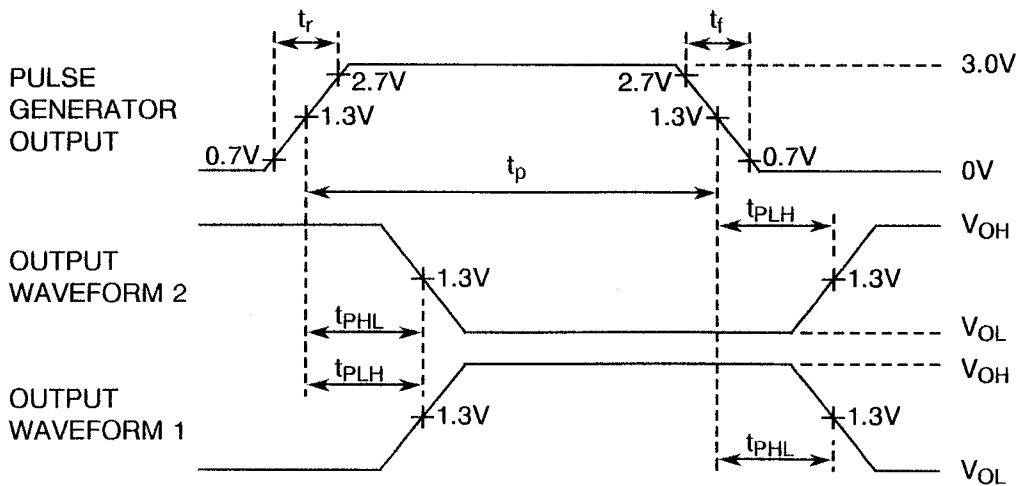 tr
tf
PULSE
GENERATOR
OUTPUT
2.7V
2.7V
3.0V
1.3V
1.3V
0.7V
0.7V
0V
tp
tPLH
VOH
OUTPUT
WAVEFORM 2
1.3V
1.3V
tPHL
VOL
tPLH
VOH
OUTPUT
WAVEFORM 1
1.3V
1.3V
tPHL
VOL